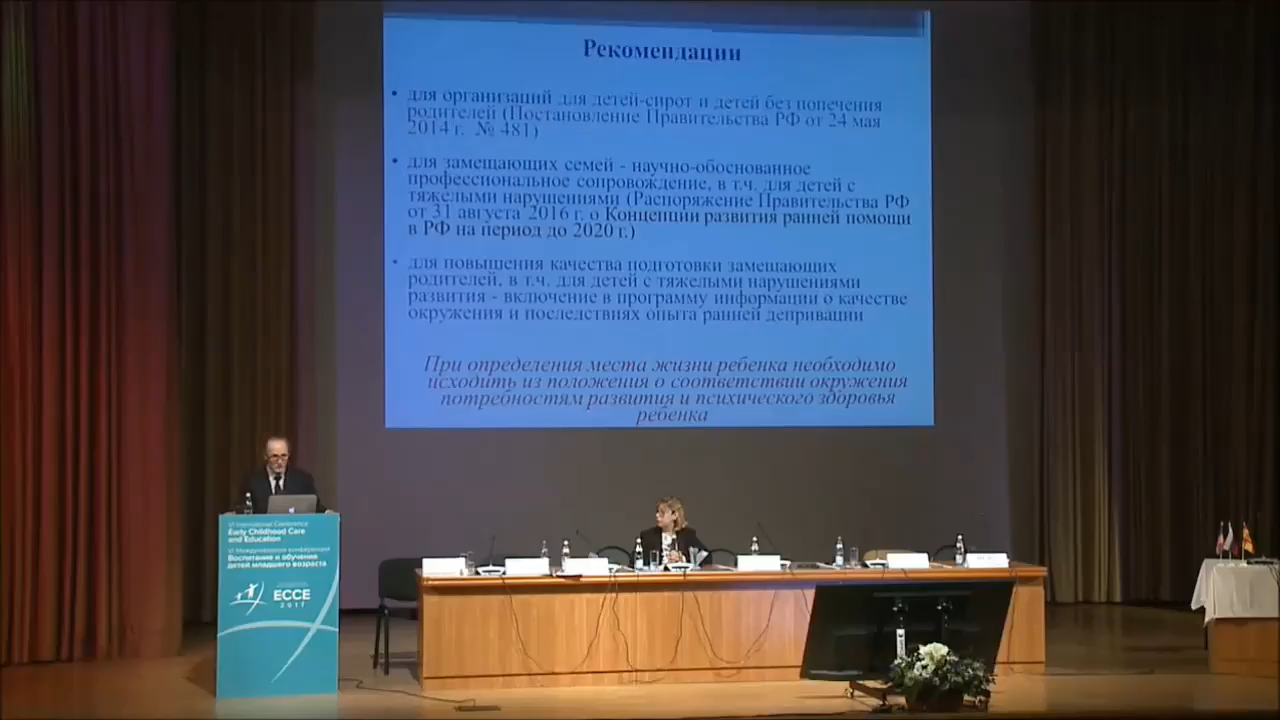 Рекомендации
• для организаций для детей-сирот и детей без попечения
родителей (Постановление Правительства РФ от 24 мая
2014 г. № 481)
• для замещающих семей - научно-обоснованное
профессиональное сопровождение, в т.ч. для детей с
тяжелыми нарушениями (Распоряжение Правительства РФ
от 31 августа 2016 г. о Концепции развития ранней помощи
в РФ на период до 2020 г.)
• для повышения качества подготовки замещающих
родителей, в т.ч. для детей с тяжелыми нарушениями
развития - включение в программу информации о качестве
окружения и последствиях опыта ранней депривации
При определения места жизни ребенка необходимо
исходить из положения о соответствии окружения
потребностям развития и психического здоровья
ребенка
VI International Conference
Early Childhood Care
and Education
VI Международная конференция
Воспитание и обучение
детей младшего возраста
ECCE
2017